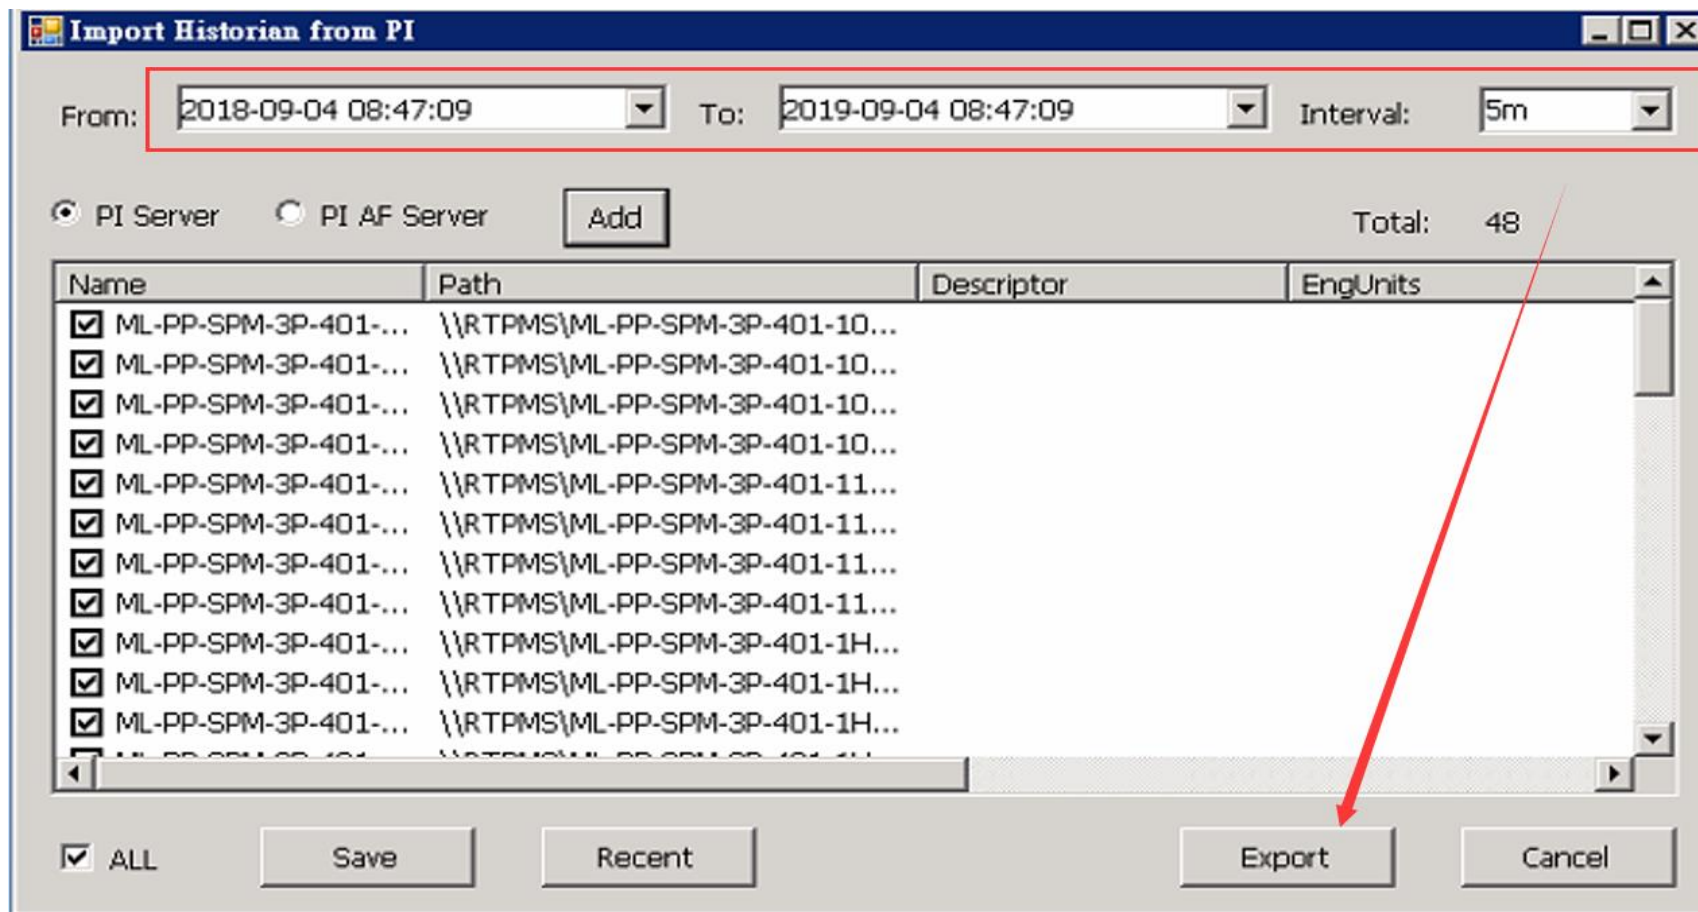 Import Historian from PI
From: 2018-09-04 08:47:09 To: 2019-09-04 08:47:09 Interval: 5m
PI Server PI AF Server Add Total: 48
Name Path Descriptor EngUnits
ML-PP-SPM-3P-401-... \\RTPMS\ML-PP-SPM-3P-401-10...
ML-PP-SPM-3P-401-... \\RTPMS\ML-PP-SPM-3P-401-10...
ML-PP-SPM-3P-401-... \\RTPMS\ML-PP-SPM-3P-401-10...
ML-PP-SPM-3P-401-... \\RTPMS\ML-PP-SPM-3P-401-10...
ML-PP-SPM-3P-401-... \\RTPMS\ML-PP-SPM-3P-401-11...
ML-PP-SPM-3P-401-... \\RTPMS\ML-PP-SPM-3P-401-11...
ML-PP-SPM-3P-401-... \\RTPMS\ML-PP-SPM-3P-401-11...
ML-PP-SPM-3P-401-... \\RTPMS\ML-PP-SPM-3P-401-11...
ML-PP-SPM-3P-401-... \\RTPMS\ML-PP-SPM-3P-401-1H...
ML-PP-SPM-3P-401-... \\RTPMS\ML-PP-SPM-3P-401-1H...
ML-PP-SPM-3P-401-... \\RTPMS\ML-PP-SPM-3P-401-1H...
ALL Save Recent Export Cancel